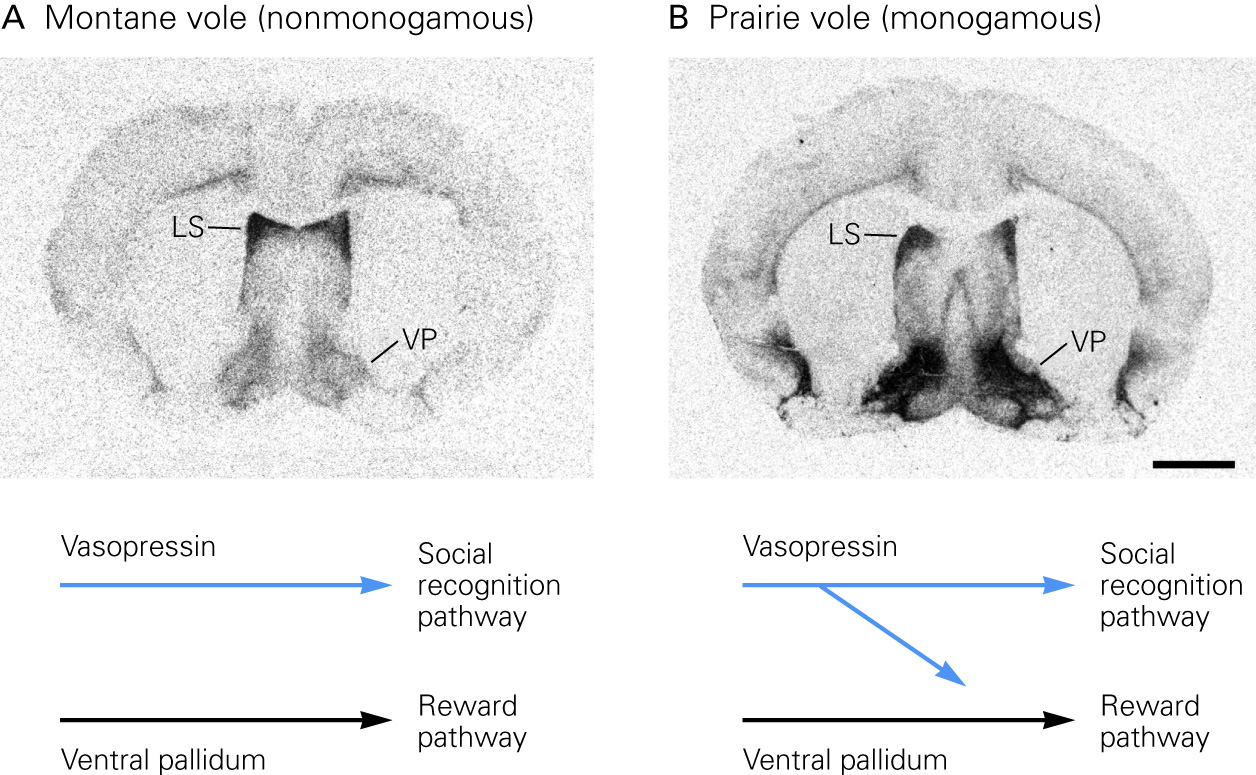 A Montane vole (nonmonogamous)
LS
VP
Vasopressin
Social
recognition
pathway
Reward
pathway
Ventral pallidum
B Prairie vole (monogamous)
LS
VP
Vasopressin
Social
recognition
pathway
Reward
pathway
Ventral pallidum